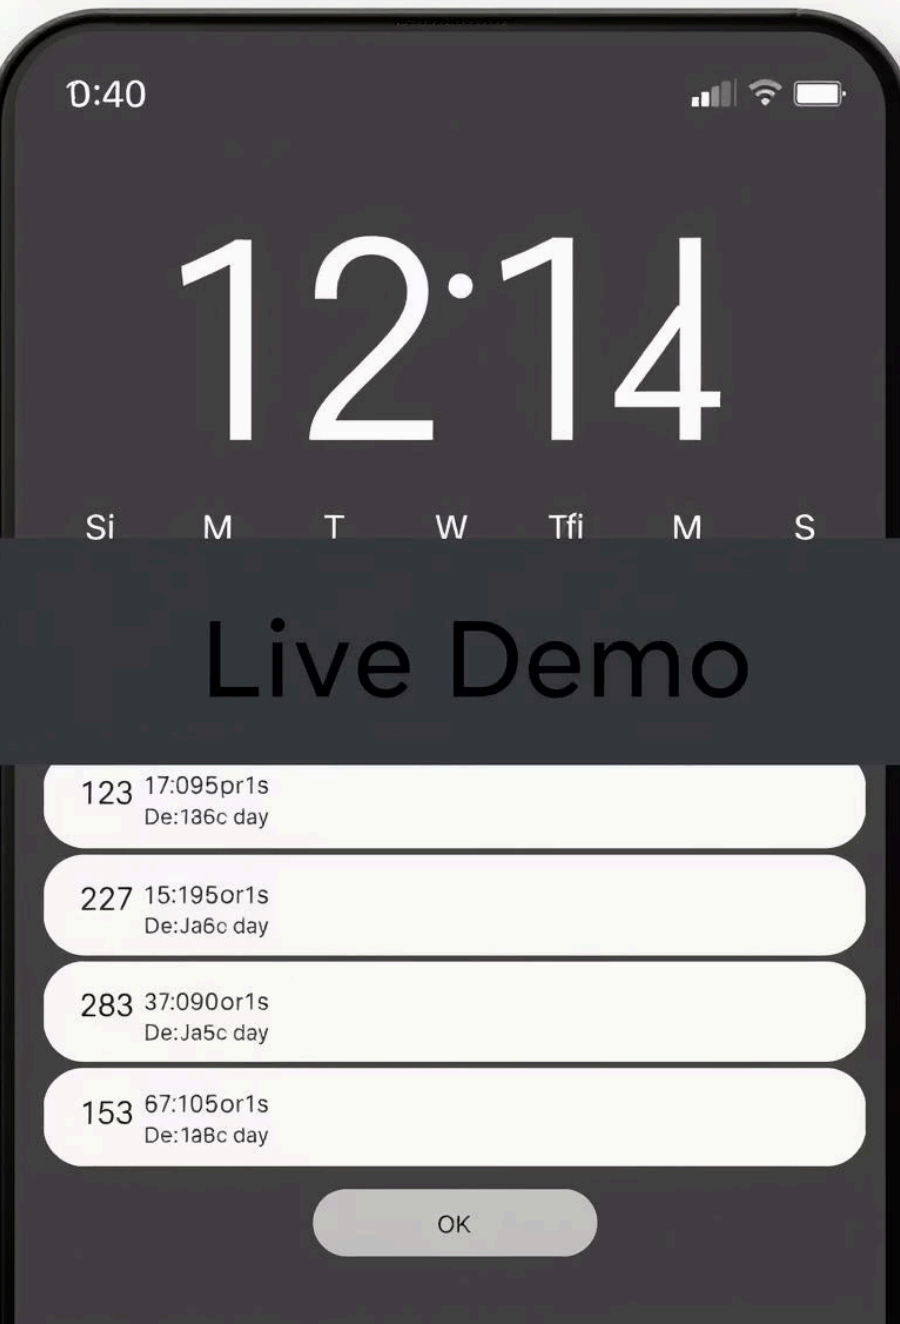 0:40
12:14
Si M T W Tfi M S
Live Demo
123 17:095pr1s
De:136c day
227 15:195or1s
De:Ja6c day
283 37:090or1s
De:Ja5c day
153 67:105or1s
De:1a8c day
OK